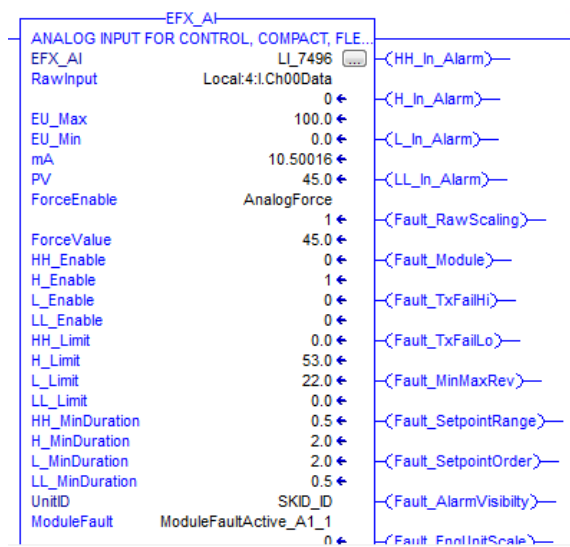 EFX_AI
ANALOG INPUT FOR CONTROL, COMPACT, FLE...
EFX_AI LI_7496 ... HH_In_Alarm
RawInput Local:4:I.Ch00Data
0 H_In_Alarm
EU_Max 100.0
EU_Min 0.0 L_In_Alarm
mA 10.50016
PV 45.0 LL_In_Alarm
ForceEnable AnalogForce
1 Fault_RawScaling
ForceValue 45.0
HH_Enable 0 Fault_Module
H_Enable 1
L_Enable 0 Fault_TxFailHi
LL_Enable 0
HH_Limit 0.0 Fault_TxFailLo
H_Limit 53.0
L_Limit 22.0 Fault_MinMaxRev
LL_Limit 0.0
HH_MinDuration 0.5 Fault_SetpointRange
H_MinDuration 2.0
L_MinDuration 2.0 Fault_SetpointOrder
LL_MinDuration 0.5
UnitID SKID_ID Fault_AlarmVisibilty
ModuleFault ModuleFaultActive_A1_1
0 Fault_EngUnitScale